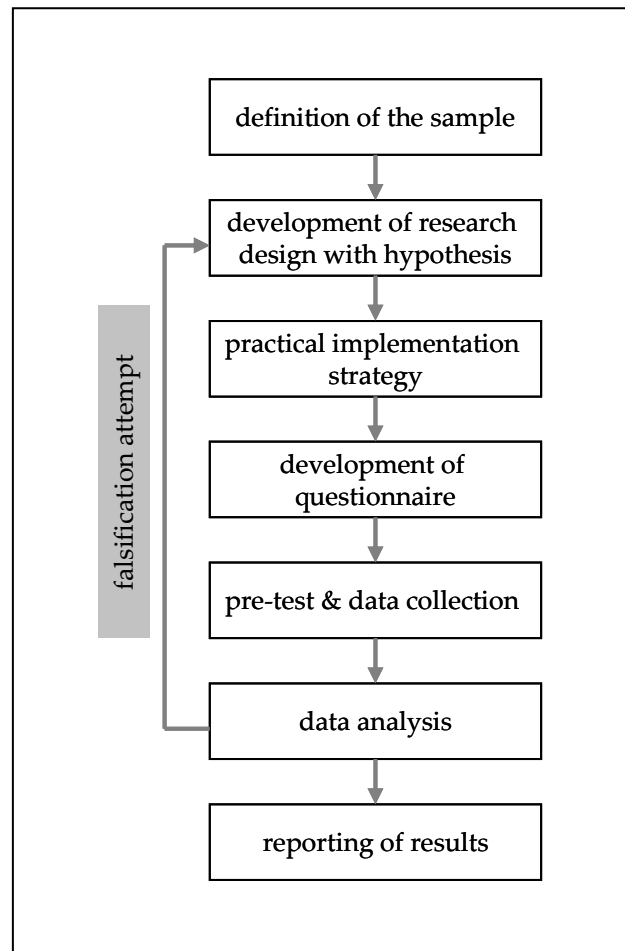 definition of the sample
development of research
design with hypothesis
practical implementation
strategy
falsification attempt
development of
questionnaire
pre-test & data collection
data analysis
reporting of results